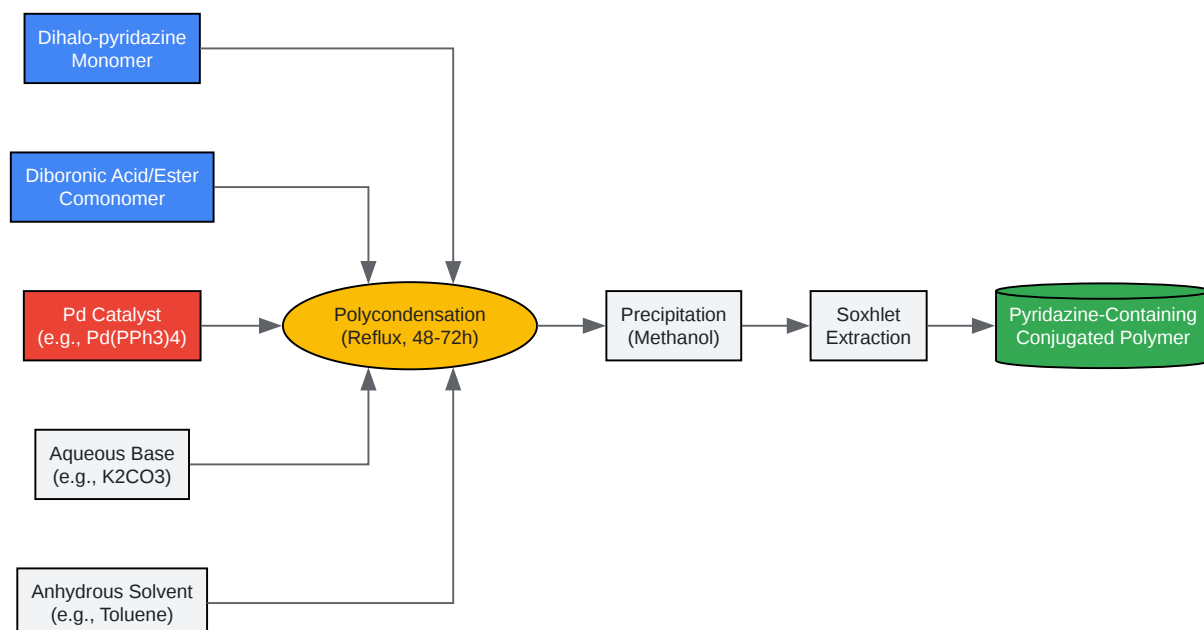 Dihalo-pyridazine
Monomer
Diboronic Acid/Ester
Comonomer
Pd Catalyst
(e.g., Pd(PPh3)4)
Aqueous Base
(e.g., K2CO3)
Anhydrous Solvent
(e.g., Toluene)
Polycondensation
(Reflux, 48-72h)
Precipitation
(Methanol)
Soxhlet
Extraction
Pyridazine-Containing
Conjugated Polymer